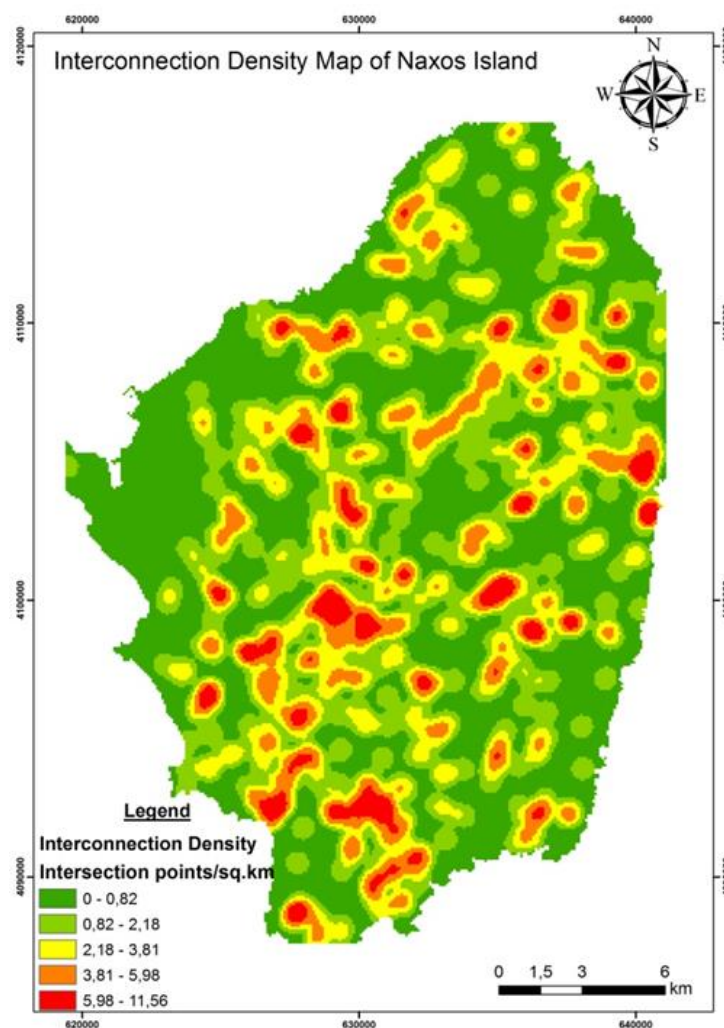 620000 630000 640000
4120000
Interconnection Density Map of Naxos Island
N
W E
S
4110000
4100000
4090000
Legend
Interconnection Density
Intersection points/sq.km
0 - 0,82
0,82 - 2,18
2,18 - 3,81
3,81 - 5,98
5,98 - 11,56
0 1,5 3 6
km
620000 630000 640000